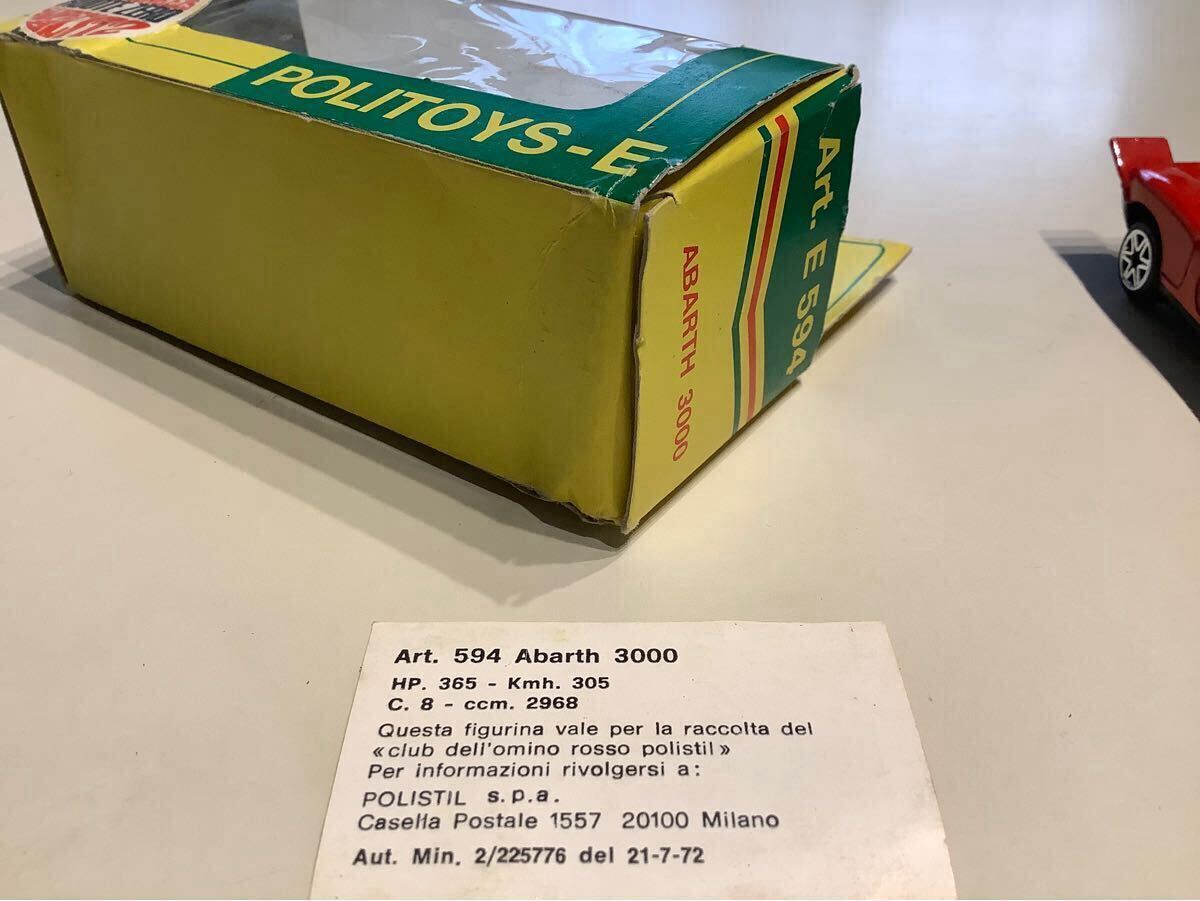 POLITOYS-E
Art. E 594
ABARTH 3000
Art. 594 Abarth 3000
HP. 365 - Kmh. 305
C. 8 - ccm. 2968
Questa figurina vale per la raccolta del
«club dell'omino rosso polistil»
Per informazioni rivolgersi a:
POLISTIL s.p.a.
Casella Postale 1557 20100 Milano
Aut. Min. 2/225776 del 21-7-72